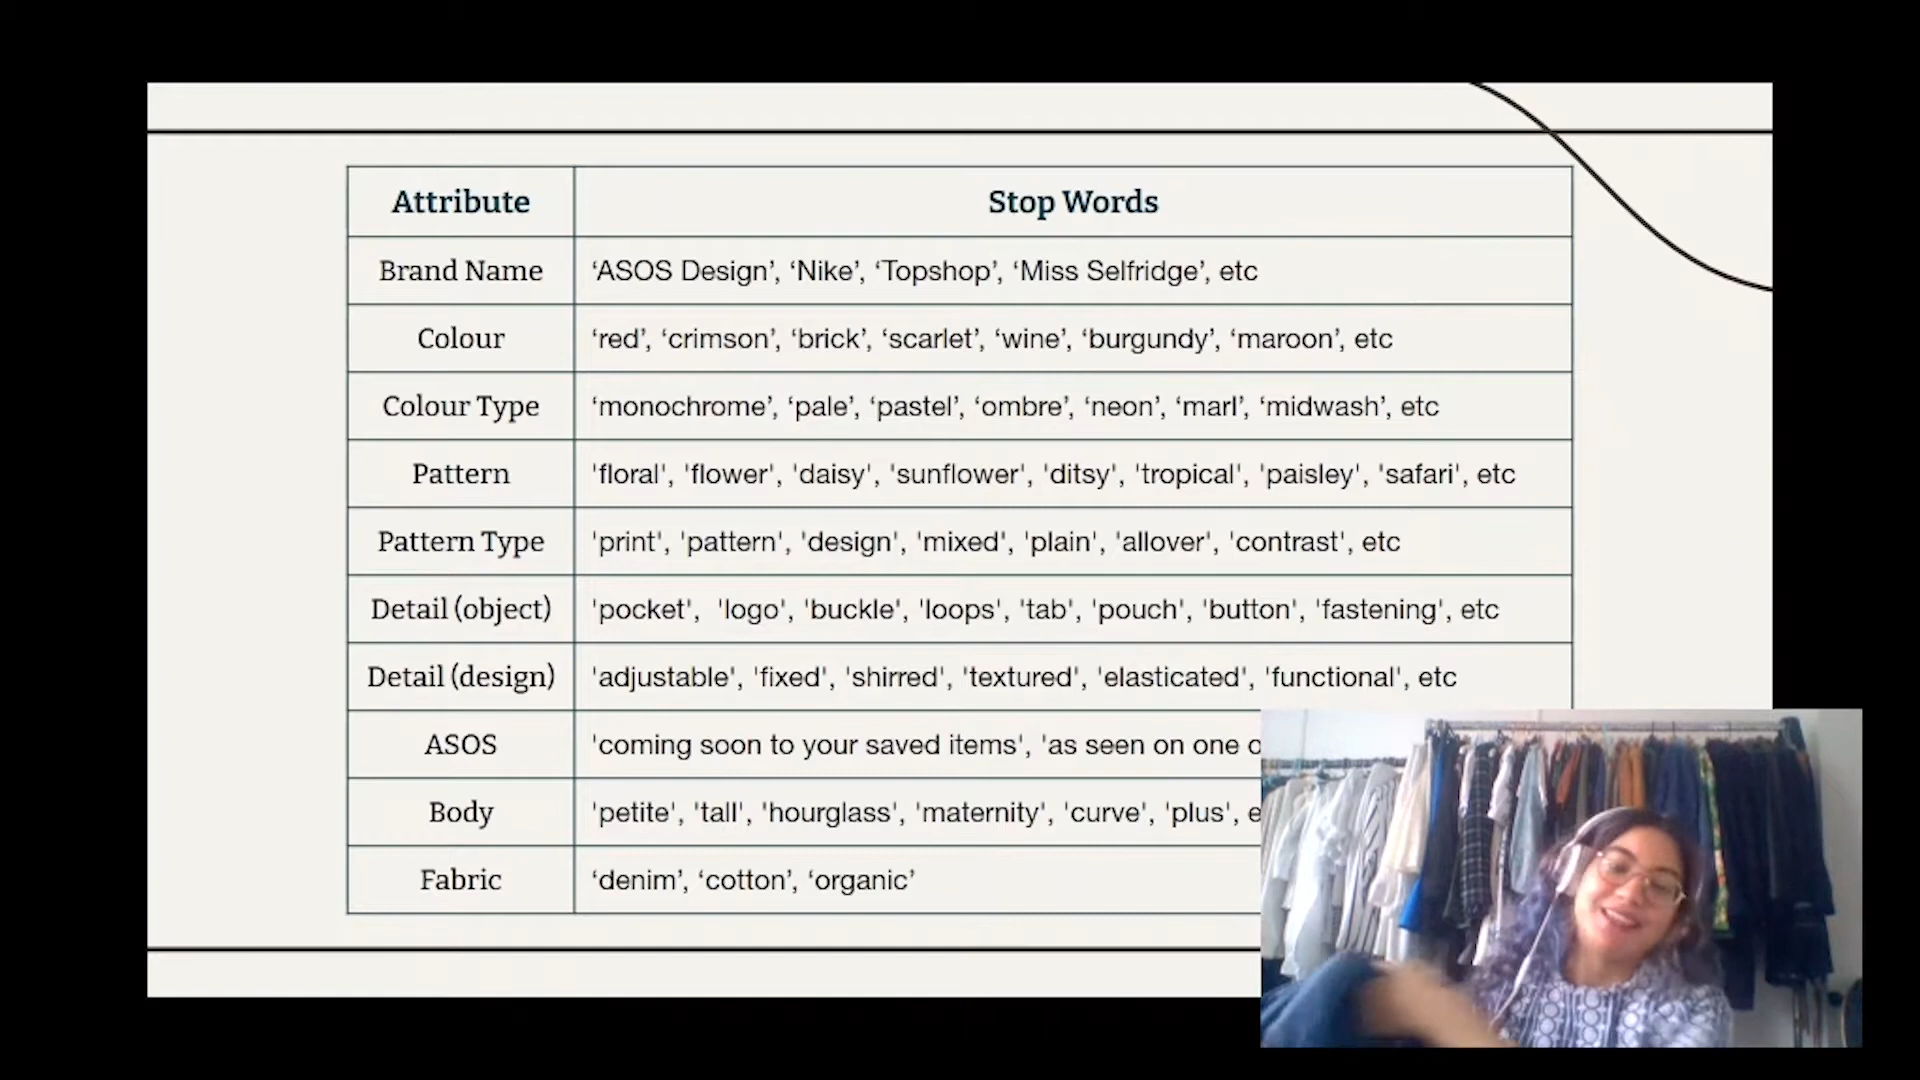 Attribute Stop Words
Brand Name ‘ASOS Design’, ‘Nike’, ‘Topshop’, ‘Miss Selfridge’, etc
Colour ‘red’, ‘crimson’, ‘brick’, ‘scarlet’, ‘wine’, ‘burgundy’, ‘maroon’, etc
Colour Type ‘monochrome’, ‘pale’, ‘pastel’, ‘ombre’, ‘neon’, ‘marl’, ‘midwash’, etc
Pattern 'floral', 'flower', 'daisy', 'sunflower', 'ditsy', 'tropical', 'paisley', 'safari', etc
Pattern Type 'print', 'pattern', 'design', 'mixed', 'plain', 'allover', 'contrast', etc
Detail (object) 'pocket', 'logo', 'buckle', 'loops', 'tab', 'pouch', 'button', 'fastening', etc
Detail (design) 'adjustable', 'fixed', 'shirred', 'textured', 'elasticated', 'functional', etc
ASOS 'coming soon to your saved items', 'as seen on one
Body 'petite', 'tall', 'hourglass', 'maternity', 'curve', 'plus',
Fabric ‘denim’, ‘cotton’, ‘organic’